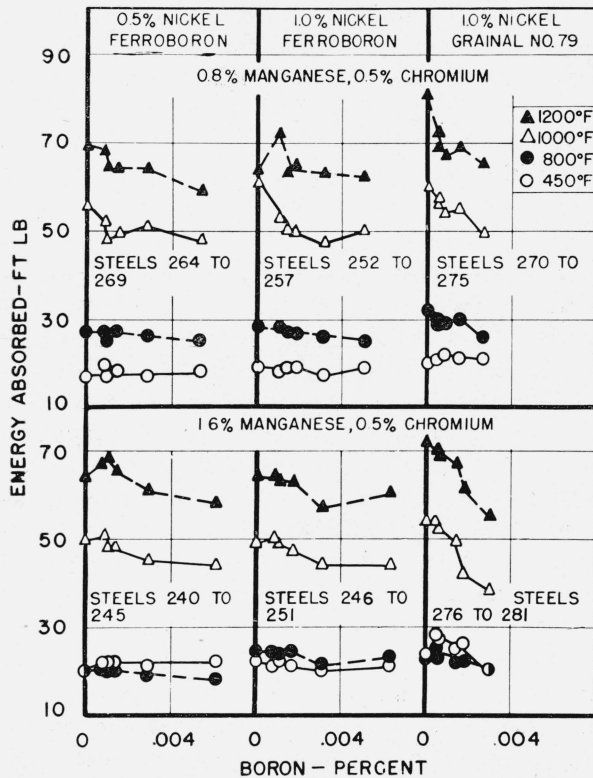 0.5% NICKEL FERROBORON
1.0% NICKEL FERROBORON
1.0% NICKEL GRAINAL NO. 79
90
0.8% MANGANESE, 0.5% CHROMIUM
1200°F
1000°F
800°F
450°F
70
50
STEELS 264 TO 269
STEELS 252 TO 257
STEELS 270 TO 275
30
10
ENERGY ABSORBED-FT LB
1.6% MANGANESE, 0.5% CHROMIUM
70
50
STEELS 240 TO 245
STEELS 246 TO 251
STEELS 276 TO 281
30
10
0 .004 0 .004 0 .004
BORON - PERCENT